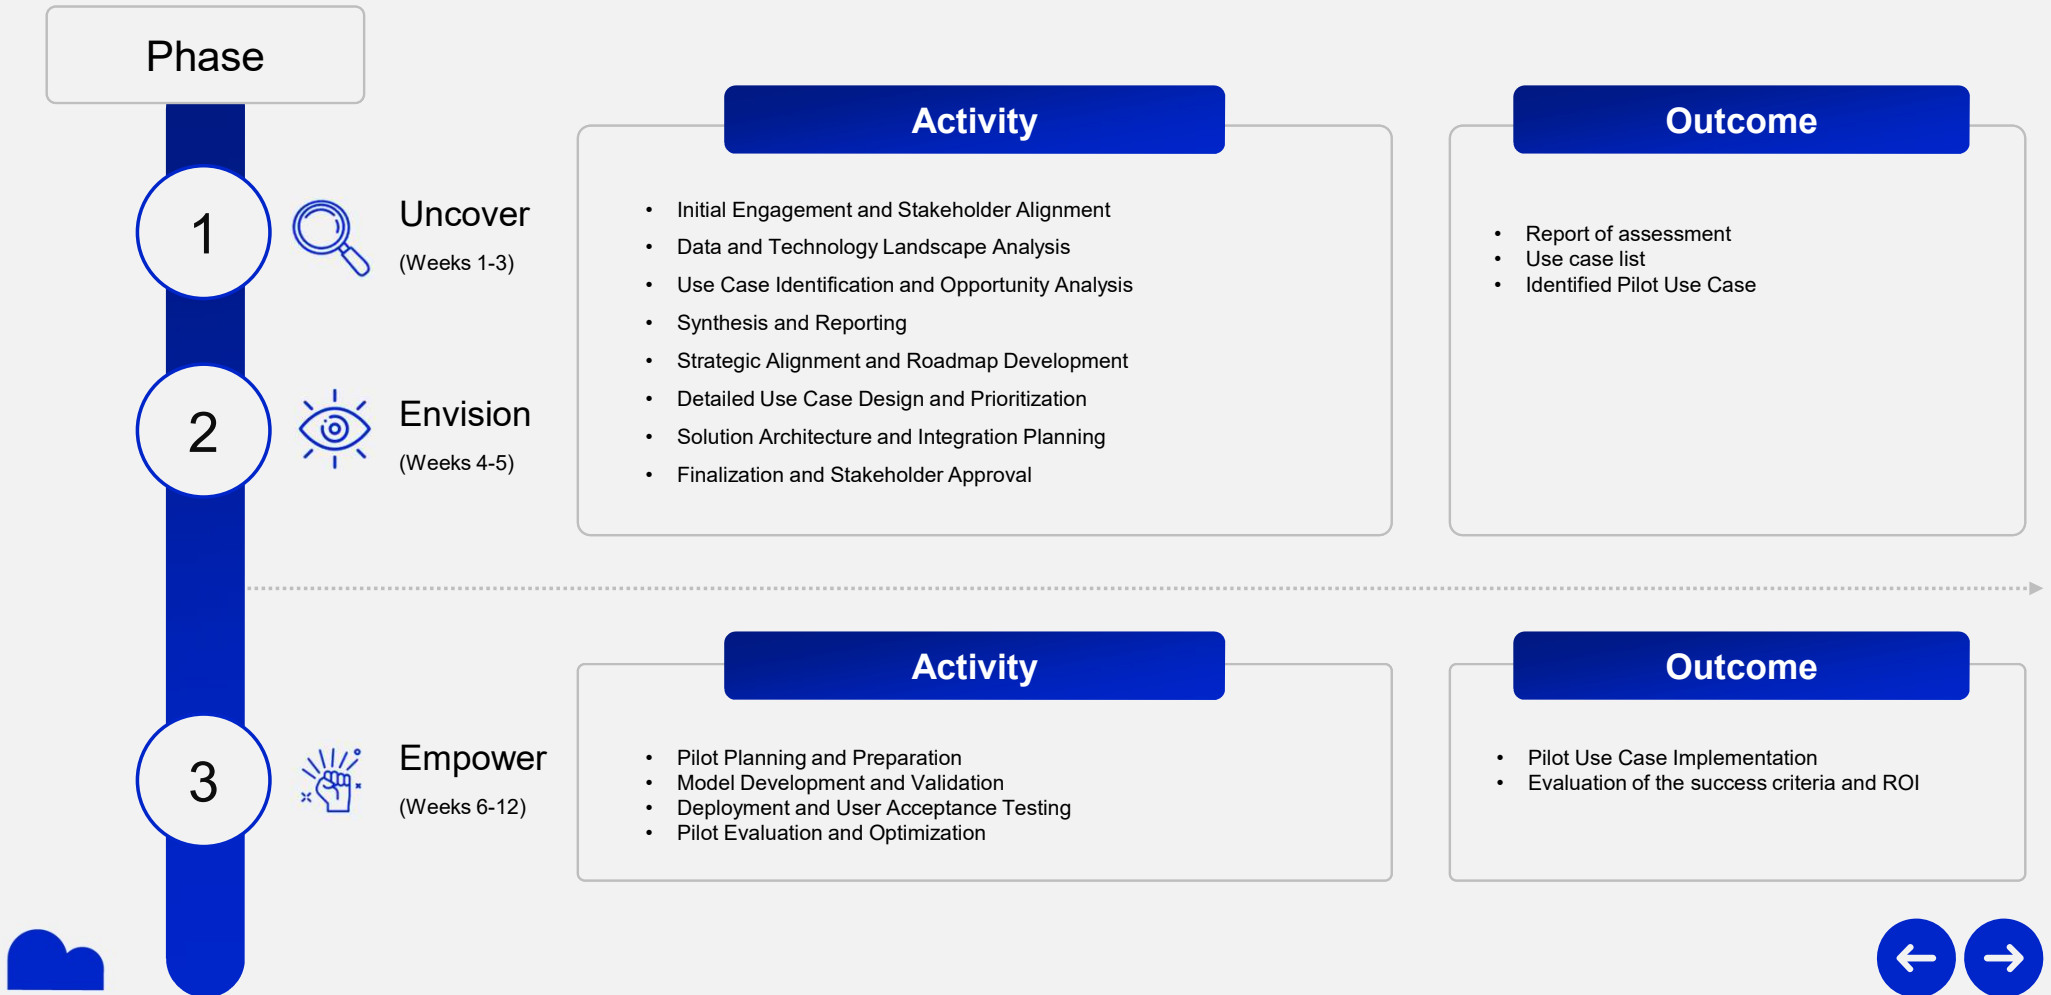 Phase
1
Uncover
(Weeks 1-3)
2
Envision
(Weeks 4-5)
Activity
• Initial Engagement and Stakeholder Alignment
• Data and Technology Landscape Analysis
• Use Case Identification and Opportunity Analysis
• Synthesis and Reporting
• Strategic Alignment and Roadmap Development
• Detailed Use Case Design and Prioritization
• Solution Architecture and Integration Planning
• Finalization and Stakeholder Approval
Outcome
• Report of assessment
• Use case list
• Identified Pilot Use Case
3
Empower
(Weeks 6-12)
Activity
• Pilot Planning and Preparation
• Model Development and Validation
• Deployment and User Acceptance Testing
• Pilot Evaluation and Optimization
Outcome
• Pilot Use Case Implementation
• Evaluation of the success criteria and ROI